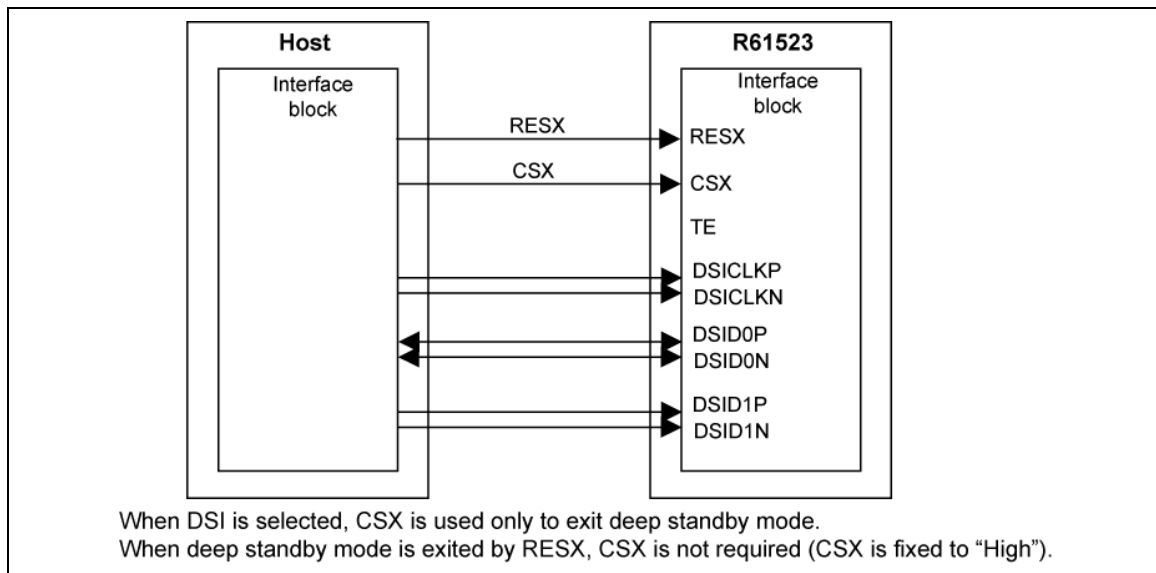 Host
R61523
Interface
block
Interface
block
RESX
RESX
CSX
CSX
TE
DSICLKP
DSICLKN
DSID0P
DSID0N
DSID1P
DSID1N
When DSI is selected, CSX is used only to exit deep standby mode.
When deep standby mode is exited by RESX, CSX is not required (CSX is fixed to “High”).